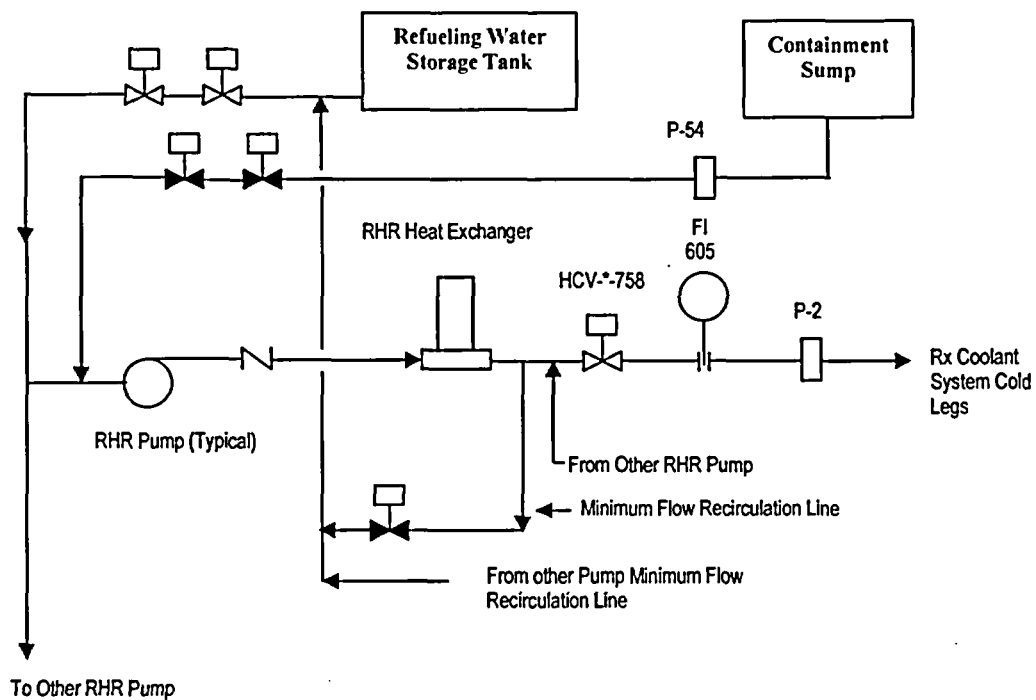 Refueling Water
Storage Tank
Containment
Sump
P-54
RHR Heat Exchanger
FI
605
HCV-*-758
P-2
Rx Coolant
System Cold
Legs
RHR Pump (Typical)
From Other RHR Pump
Minimum Flow Recirculation Line
From other Pump Minimum Flow
Recirculation Line
To Other RHR Pump